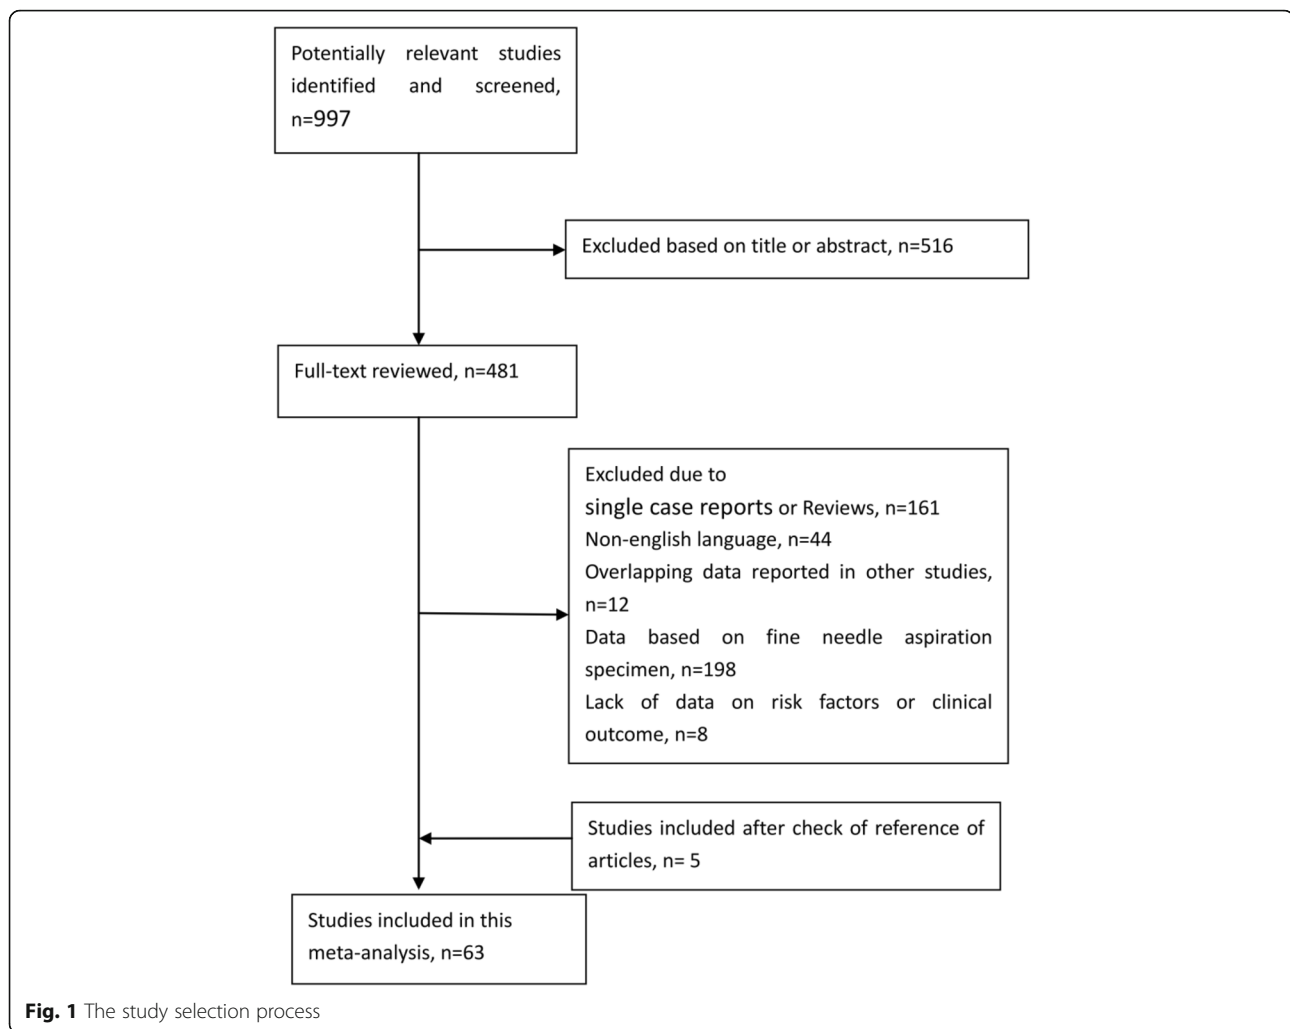 Potentially relevant studies
identified and screened,
n=997
Excluded based on title or abstract, n=516
Full-text reviewed, n=481
Excluded due to
single case reports or Reviews, n=161
Non-english language, n=44
Overlapping data reported in other studies,
n=12
Data based on fine needle aspiration
specimen, n=198
Lack of data on risk factors or clinical
outcome, n=8
Studies included after check of reference of
articles, n= 5
Studies included in this
meta-analysis, n=63
Fig. 1 The study selection process